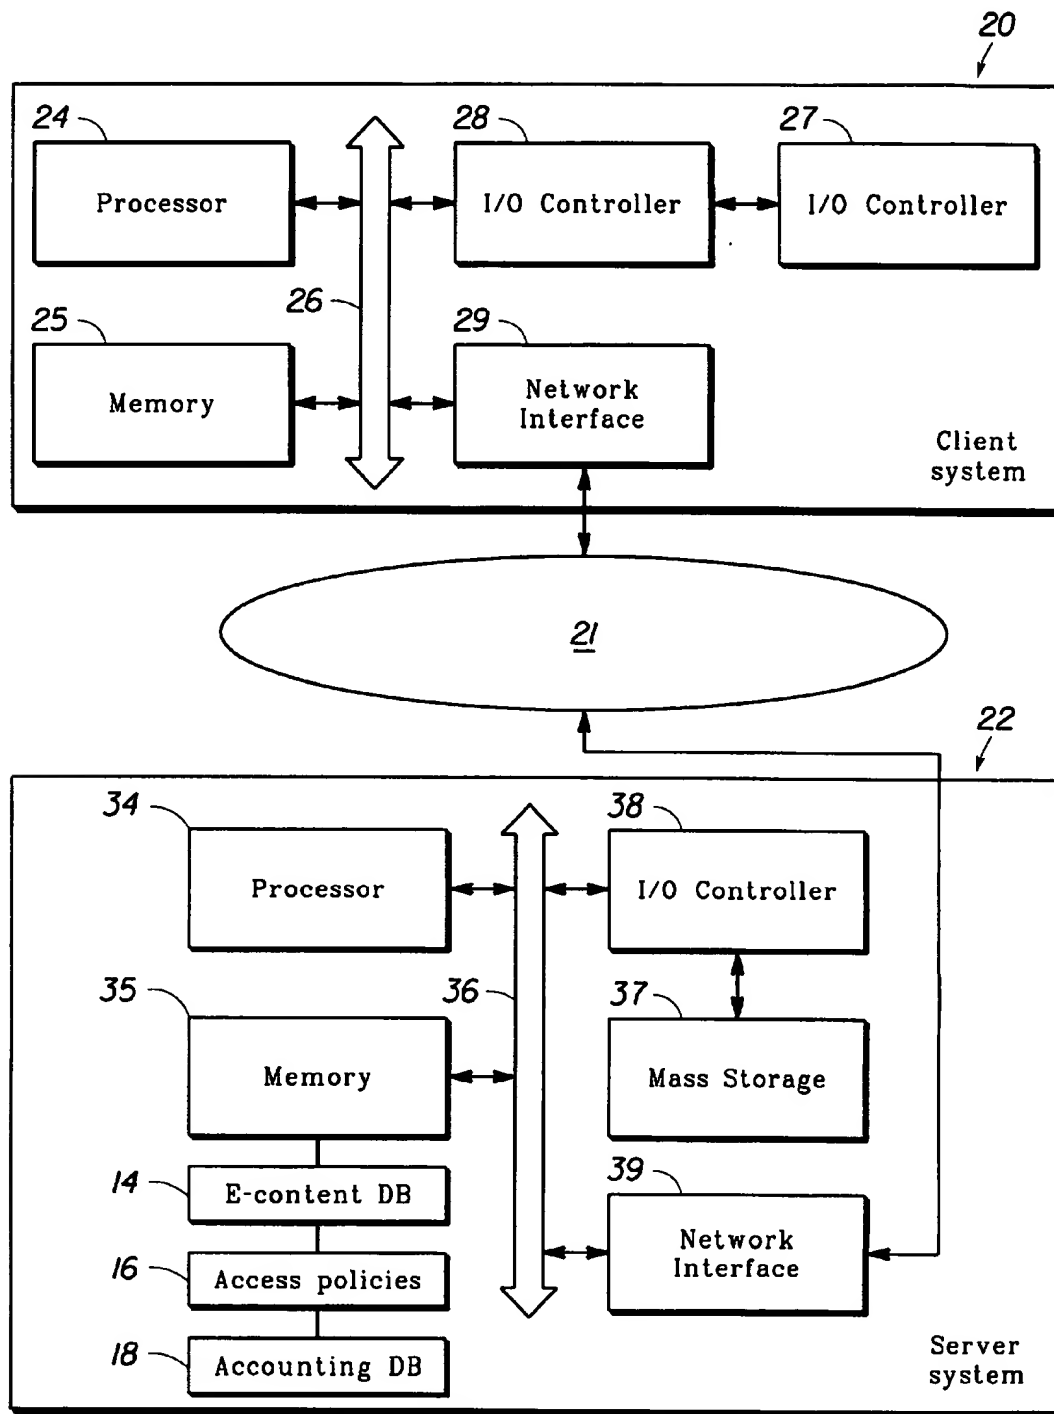 20
24
28
27
Processor
I/O Controller
I/O Controller
25
26
29
Memory
Network
Interface
Client
system
21
22
34
38
Processor
I/O Controller
35
36
37
Memory
Mass Storage
14
E-content DB
39
Network
Interface
16
Access policies
18
Accounting DB
Server
system